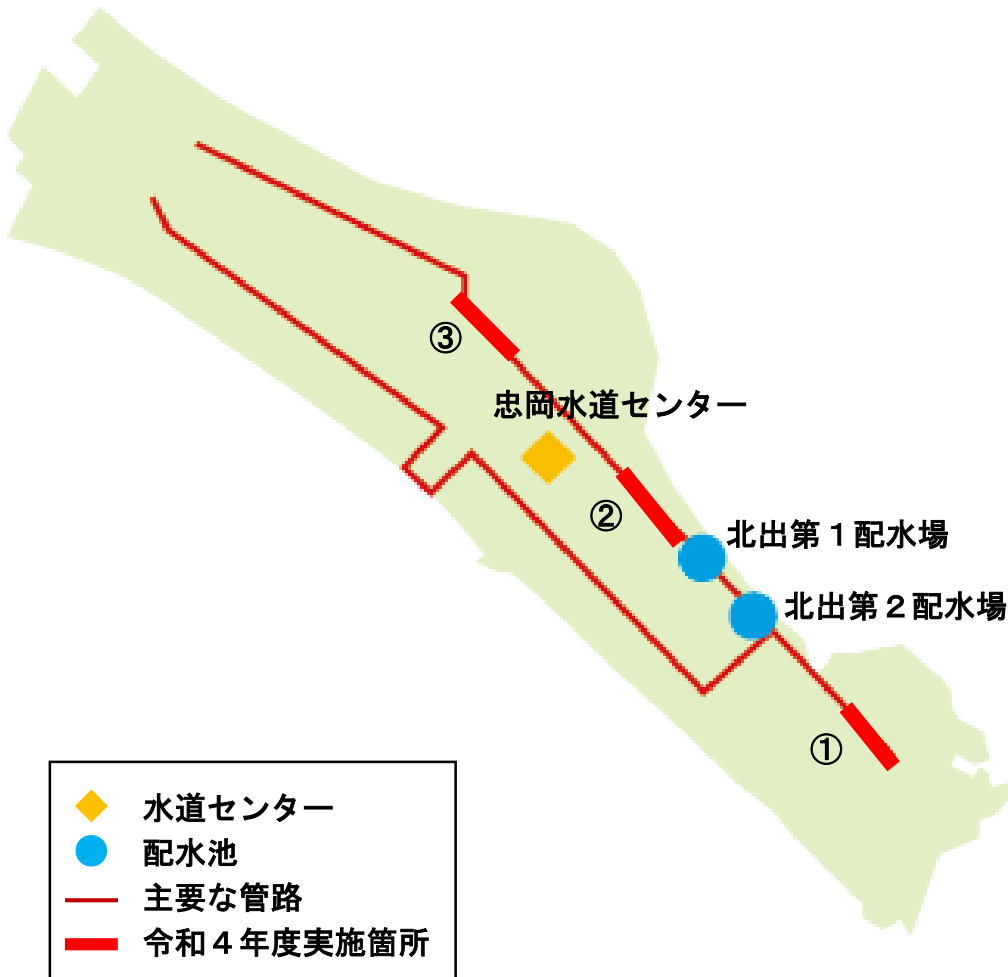 ③
忠岡水道センター
②
北出第１配水場
北出第２配水場
①
水道センター
配水池
主要な管路
令和４年度実施箇所